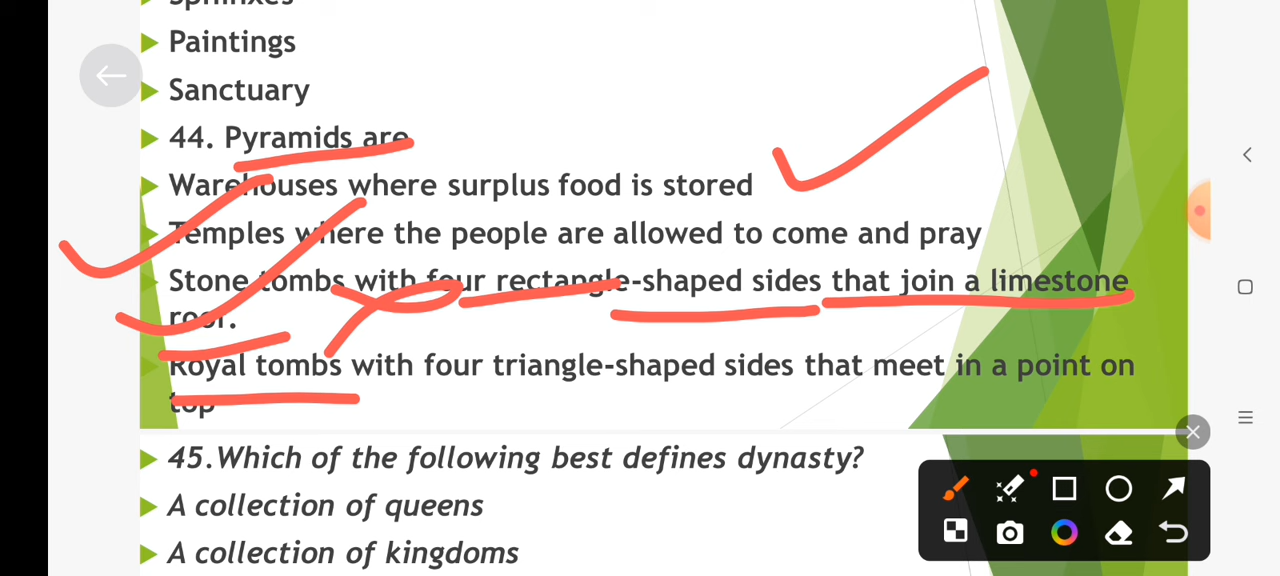 Sphinxes
Paintings
Sanctuary
44. Pyramids are
Warehouses where surplus food is stored
Temples where the people are allowed to come and pray
Stone tombs with four rectangle-shaped sides that join a limestone
roof.
Royal tombs with four triangle-shaped sides that meet in a point on
top
45.Which of the following best defines dynasty?
A collection of queens
A collection of kingdoms